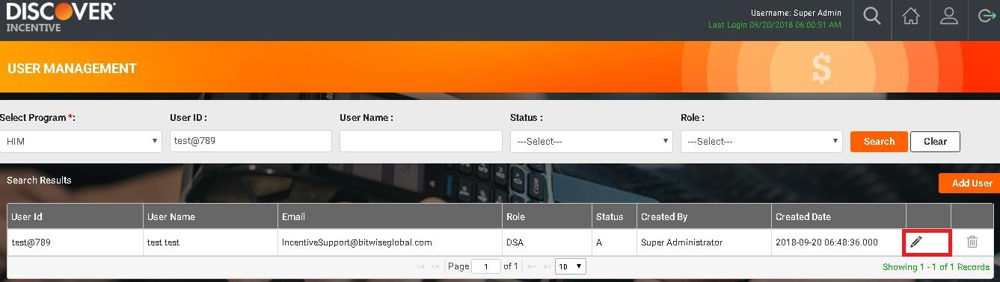 DISCOVER®
INCENTIVE
Username: Super Admin
Last Login 09/20/2018 06:00:51 AM
USER MANAGEMENT
$
Select Program *:
User ID :
User Name :
Status :
Role :
HIM
test@789
---Select---
---Select---
Search
Clear
Search Results
Add User
User Id
User Name
Email
Role
Status
Created By
Created Date
test@789
test test
IncentiveSupport@bitwiseglobal.com
DSA
A
Super Administrator
2018-09-20 06:48:36.000
Page 1 of 1
10
Showing 1 - 1 of 1 Records